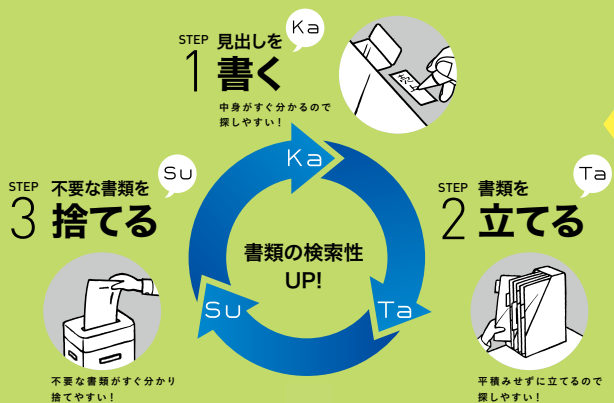 STEP 1
見出しを
Ka
書く
中身がすぐ分かるので
探しやすい！
STEP 2
書類を
Ta
立てる
平積みせずに立てるので
探しやすい！
STEP 3
不要な書類を
Su
捨てる
不要な書類がすぐ分かり
捨てやすい！
Ka
Ta
Su
書類の検索性
UP!